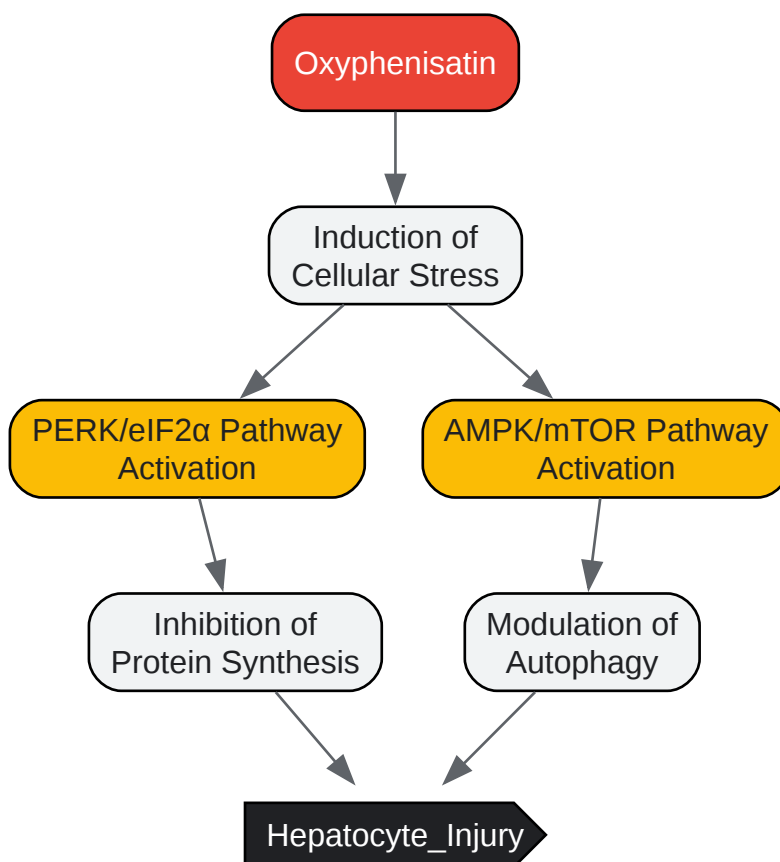 Oxyphenisatin
Induction of
Cellular Stress
PERK/eIF2α Pathway
Activation
AMPK/mTOR Pathway
Activation
Inhibition of
Protein Synthesis
Modulation of
Autophagy
Hepatocyte_Injury